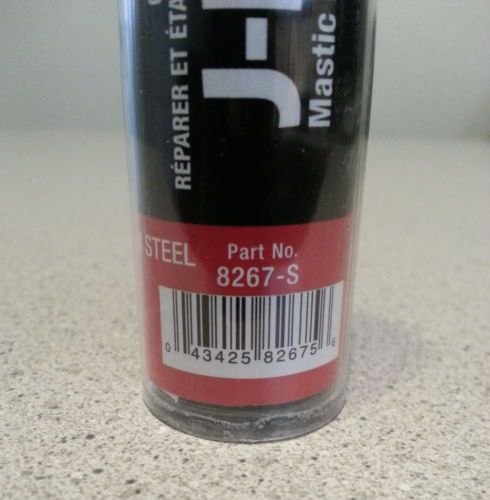 RÉPARER ET ÉTA
J-
Mastic
STEEL
Part No.
8267-S
0 43425 82675 6